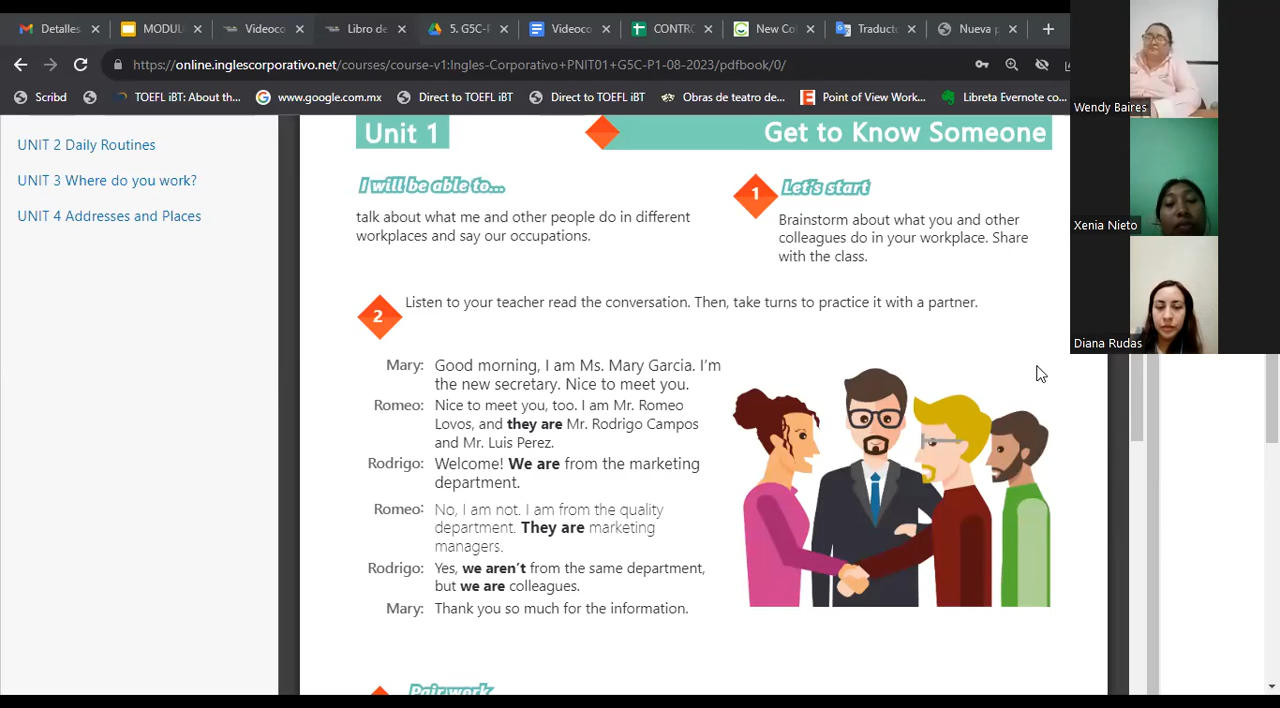 Detalles
MODUL
Videoco
Libro de
5. G5C-F
Videoco
CONTRO
New Co
Traducto
Nueva p
https://online.inglescorporativo.net/courses/course-v1:Ingles-Corporativo+PNIT01+G5C-P1-08-2023/pdfbook/0/
Scribd
TOEFL iBT: About th...
www.google.com.mx
Direct to TOEFL iBT
Direct to TOEFL iBT
Obras de teatro de...
Point of View Work...
Libreta Evernote co...
Wendy Baires
Xenia Nieto
Diana Rudas
UNIT 2 Daily Routines
UNIT 3 Where do you work?
UNIT 4 Addresses and Places
Unit 1
Get to Know Someone
I will be able to...
talk about what me and other people do in different
workplaces and say our occupations.
1
Let's start
Brainstorm about what you and other
colleagues do in your workplace. Share
with the class.
2
Listen to your teacher read the conversation. Then, take turns to practice it with a partner.
Mary: Good morning, I am Ms. Mary Garcia. I'm
the new secretary. Nice to meet you.
Romeo: Nice to meet you, too. I am Mr. Romeo
Lovos, and they are Mr. Rodrigo Campos
and Mr. Luis Perez.
Rodrigo: Welcome! We are from the marketing
department.
Romeo: No, I am not. I am from the quality
department. They are marketing
managers.
Rodrigo: Yes, we aren't from the same department,
but we are colleagues.
Mary: Thank you so much for the information.
Pair work